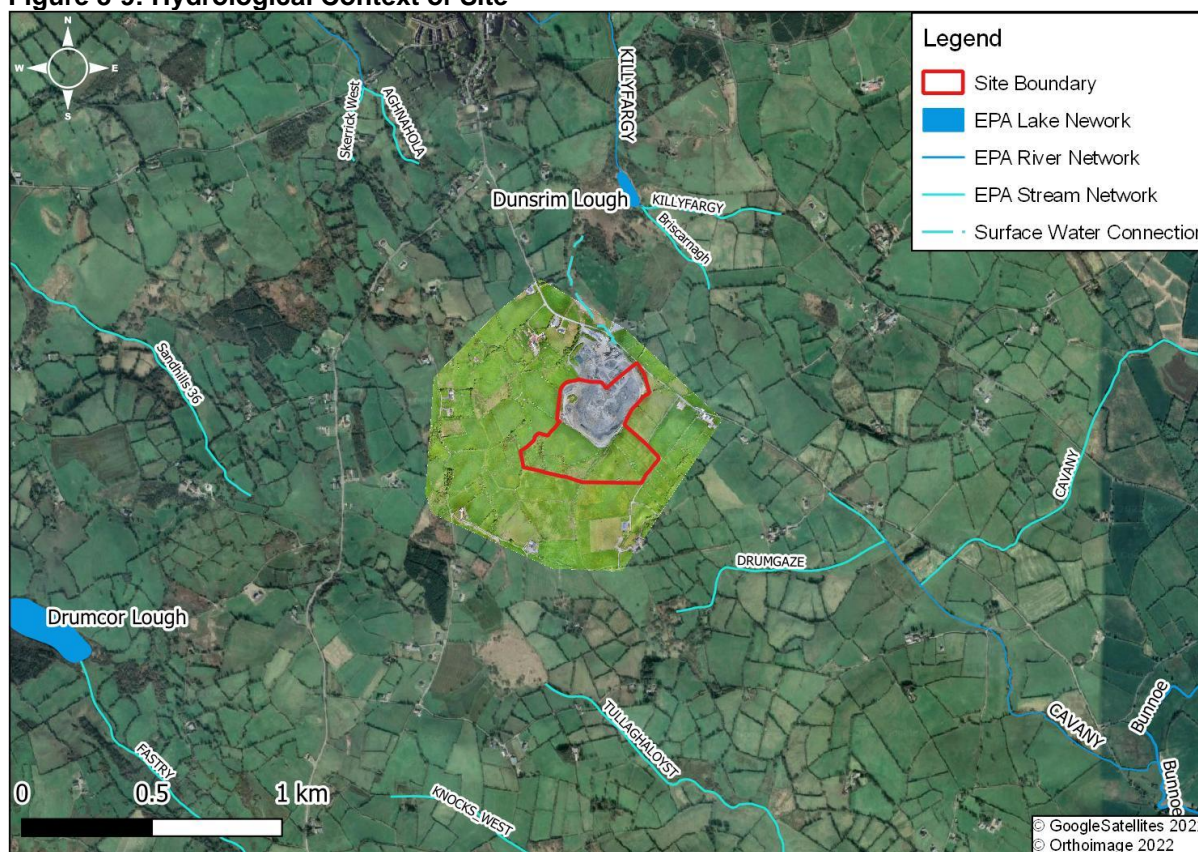 Figure 8-9: Hydrological Context of Site
N
W
E
S
Legend
Site Boundary
EPA Lake Nework
EPA River Network
EPA Stream Network
Surface Water Connection
KILLYFARGY
Skerrick West
AGHNAHOLA
Dunsrim Lough
KILLYFARGY
Briscarnagh
Sandhills 36
CAVANY
DRUMGAZE
Drumcor Lough
TULLAGHALOYST
CAVANY
Bunnoe
Bunnoe
FASTRY
KNOCKS_WEST
0 0.5 1 km
© GoogleSatellites 202
© Orthoimage 2022